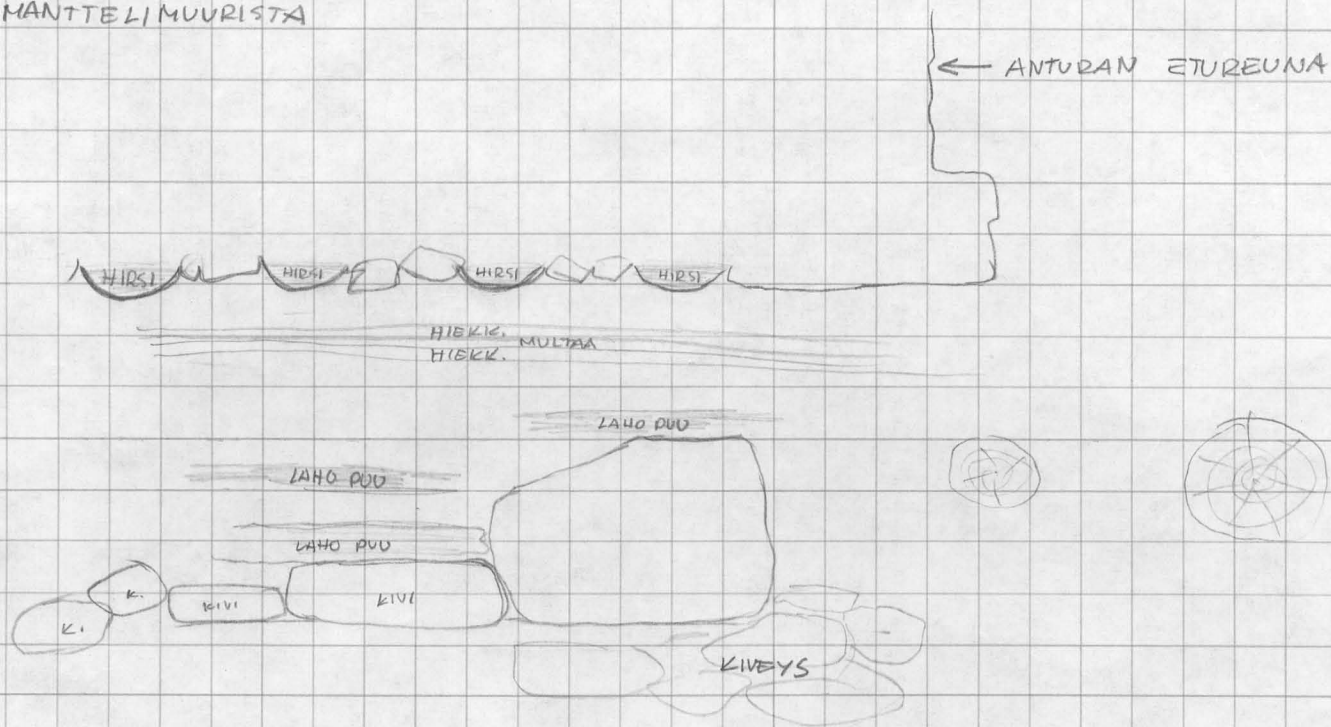 MANTTELIMUURISTA
← ANTURAN ETUREUNA
HIRSI HIRSI HIRSI HIRSI
HIEKK.
MULTAA
HIEKK.
LAHO PUU
LAHO PUU
LAHO PUU
K. KIVI KIVI
K.
KIVEYS